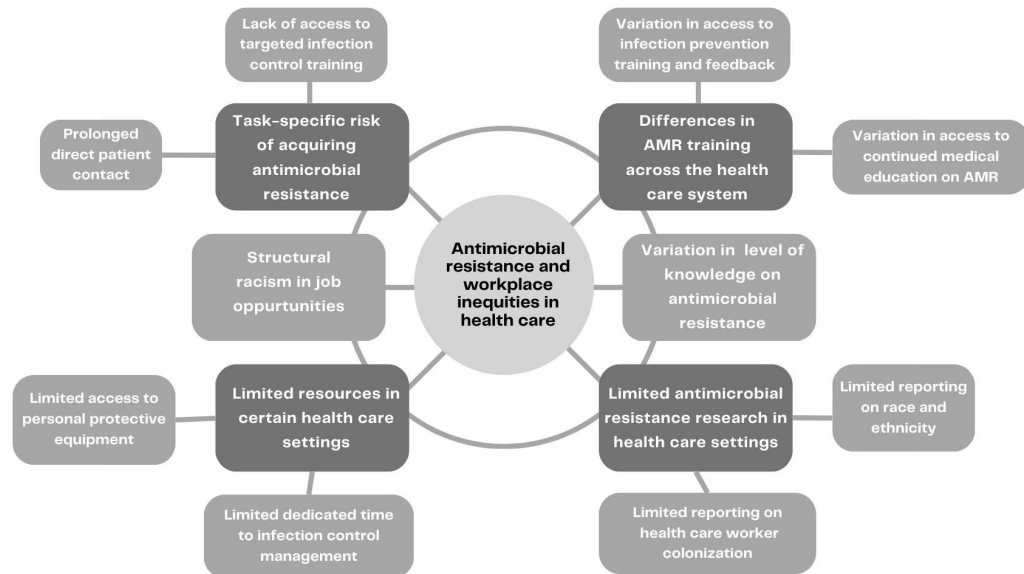 Lack of access to
targeted infection
control training
Variation in access to
infection prevention
training and feedback
Prolonged
direct patient
contact
Task-specific risk
of acquiring
antimicrobial
resistance
Differences in
AMR training
across the health
care system
Variation in access to
continued medical
education on AMR
Structural
racism in job
oppurtunities
Antimicrobial
resistance and
workplace
inequities in
health care
Variation in level of
knowledge on
antimicrobial
resistance
Limited access to
personal protective
equipment
Limited resources in
certain health care
settings
Limited antimicrobial
resistance research in
health care settings
Limited reporting
on race and
ethnicity
Limited dedicated time
to infection control
management
Limited reporting on
health care worker
colonization